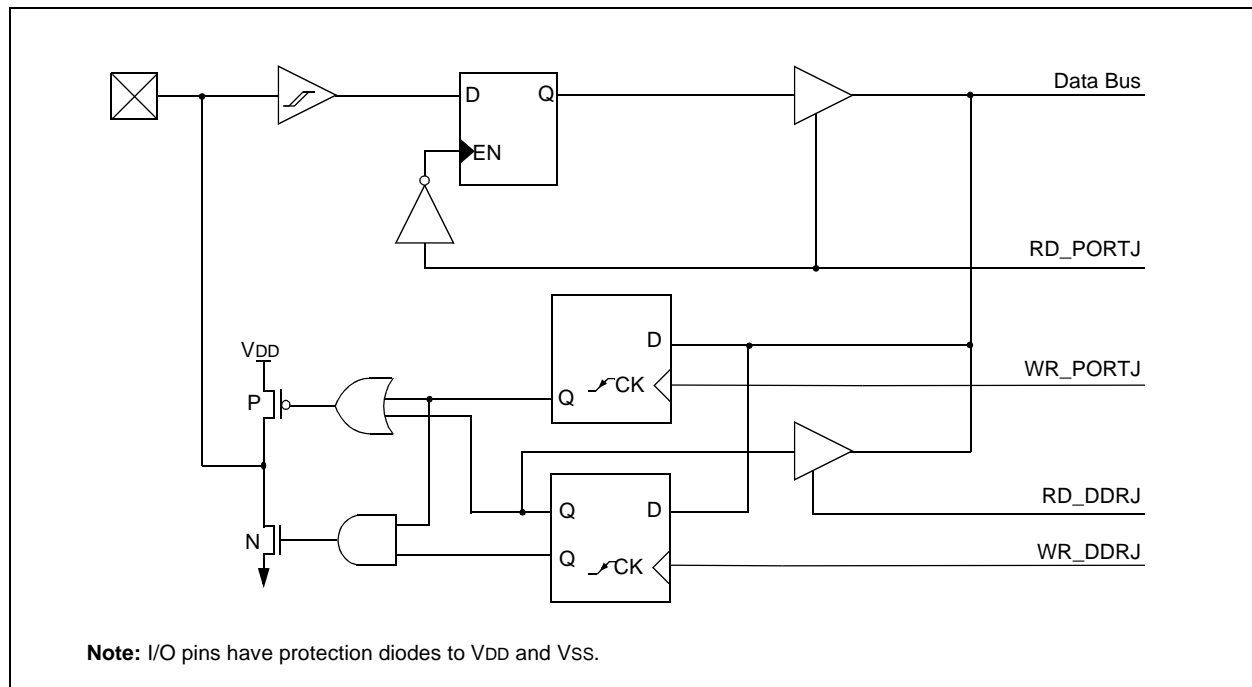 Data Bus
D
Q
EN
RD_PORTJ
D
VDD
WR_PORTJ
Q
CK
P
RD_DDRJ
Q
D
N
Q
CK
WR_DDRJ
Note: I/O pins have protection diodes to VDD and VSS.